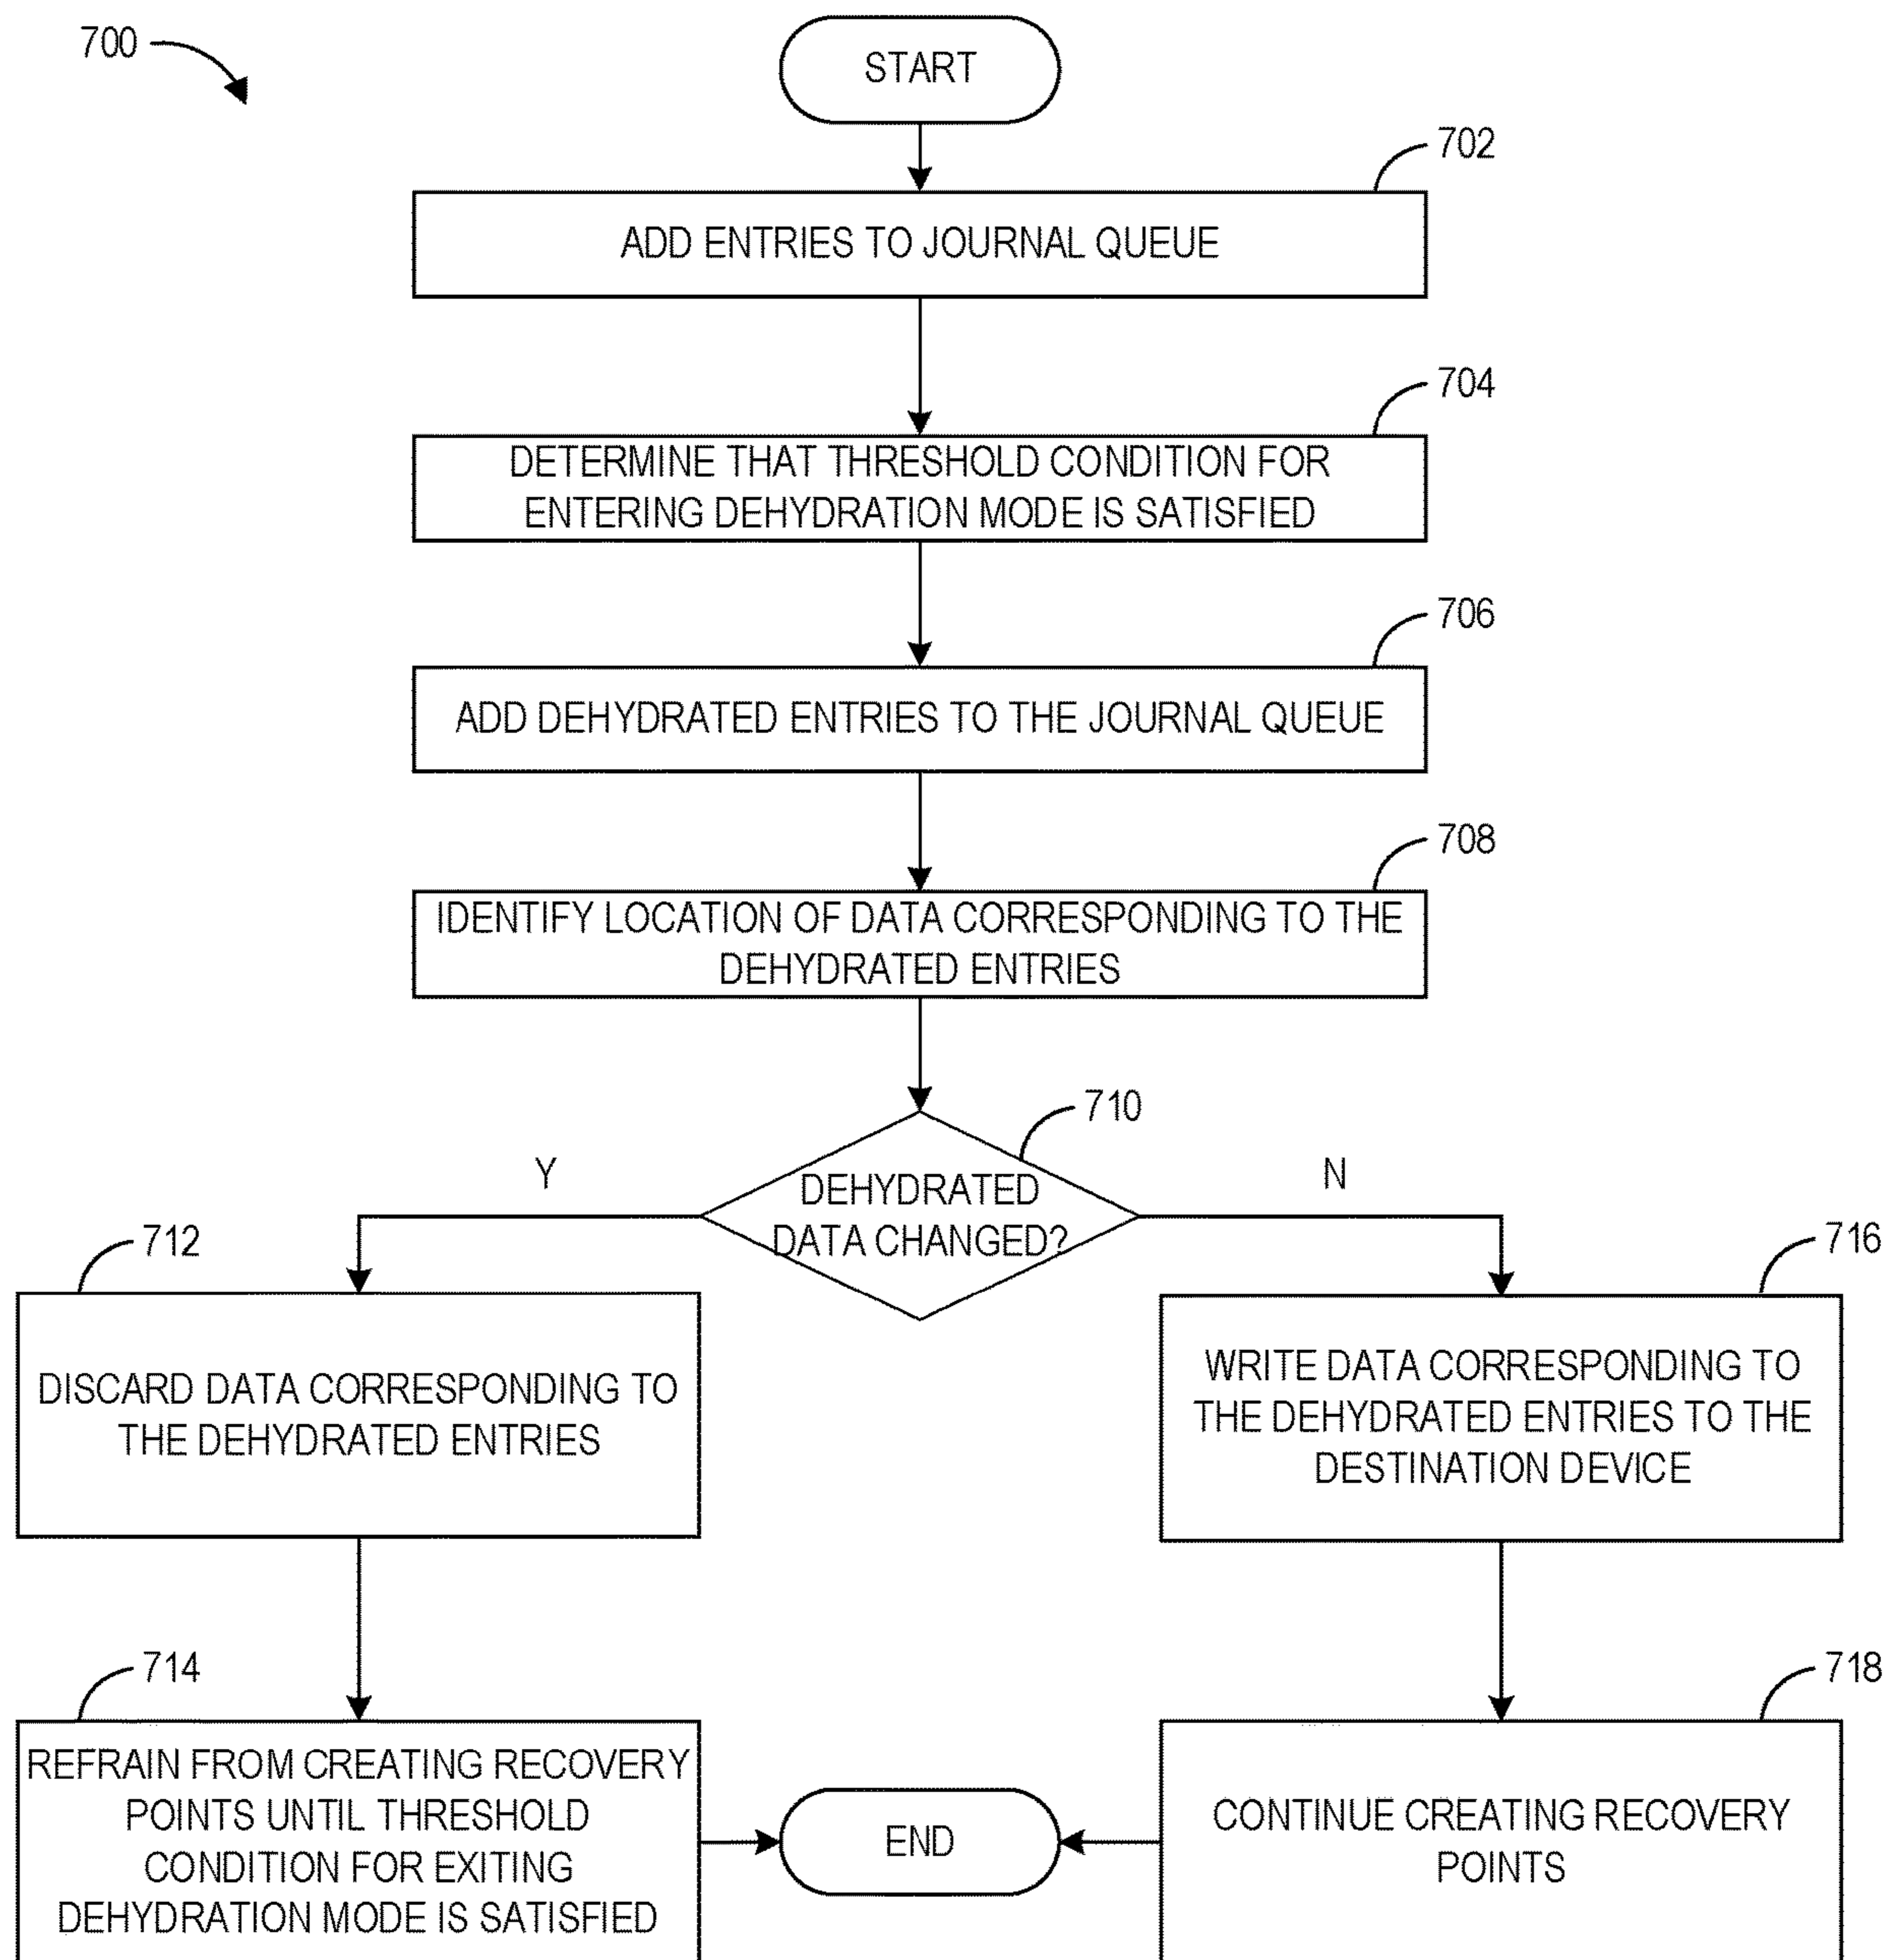 700
START
702
ADD ENTRIES TO JOURNAL QUEUE
704
DETERMINE THAT THRESHOLD CONDITION FOR
ENTERING DEHYDRATION MODE IS SATISFIED
706
ADD DEHYDRATED ENTRIES TO THE JOURNAL QUEUE
708
IDENTIFY LOCATION OF DATA CORRESPONDING TO THE
DEHYDRATED ENTRIES
710
Y
N
DEHYDRATED
DATA CHANGED?
712
DISCARD DATA CORRESPONDING TO
THE DEHYDRATED ENTRIES
716
WRITE DATA CORRESPONDING TO
THE DEHYDRATED ENTRIES TO THE
DESTINATION DEVICE
714
REFRAIN FROM CREATING RECOVERY
POINTS UNTIL THRESHOLD
CONDITION FOR EXITING
DEHYDRATION MODE IS SATISFIED
END
718
CONTINUE CREATING RECOVERY
POINTS